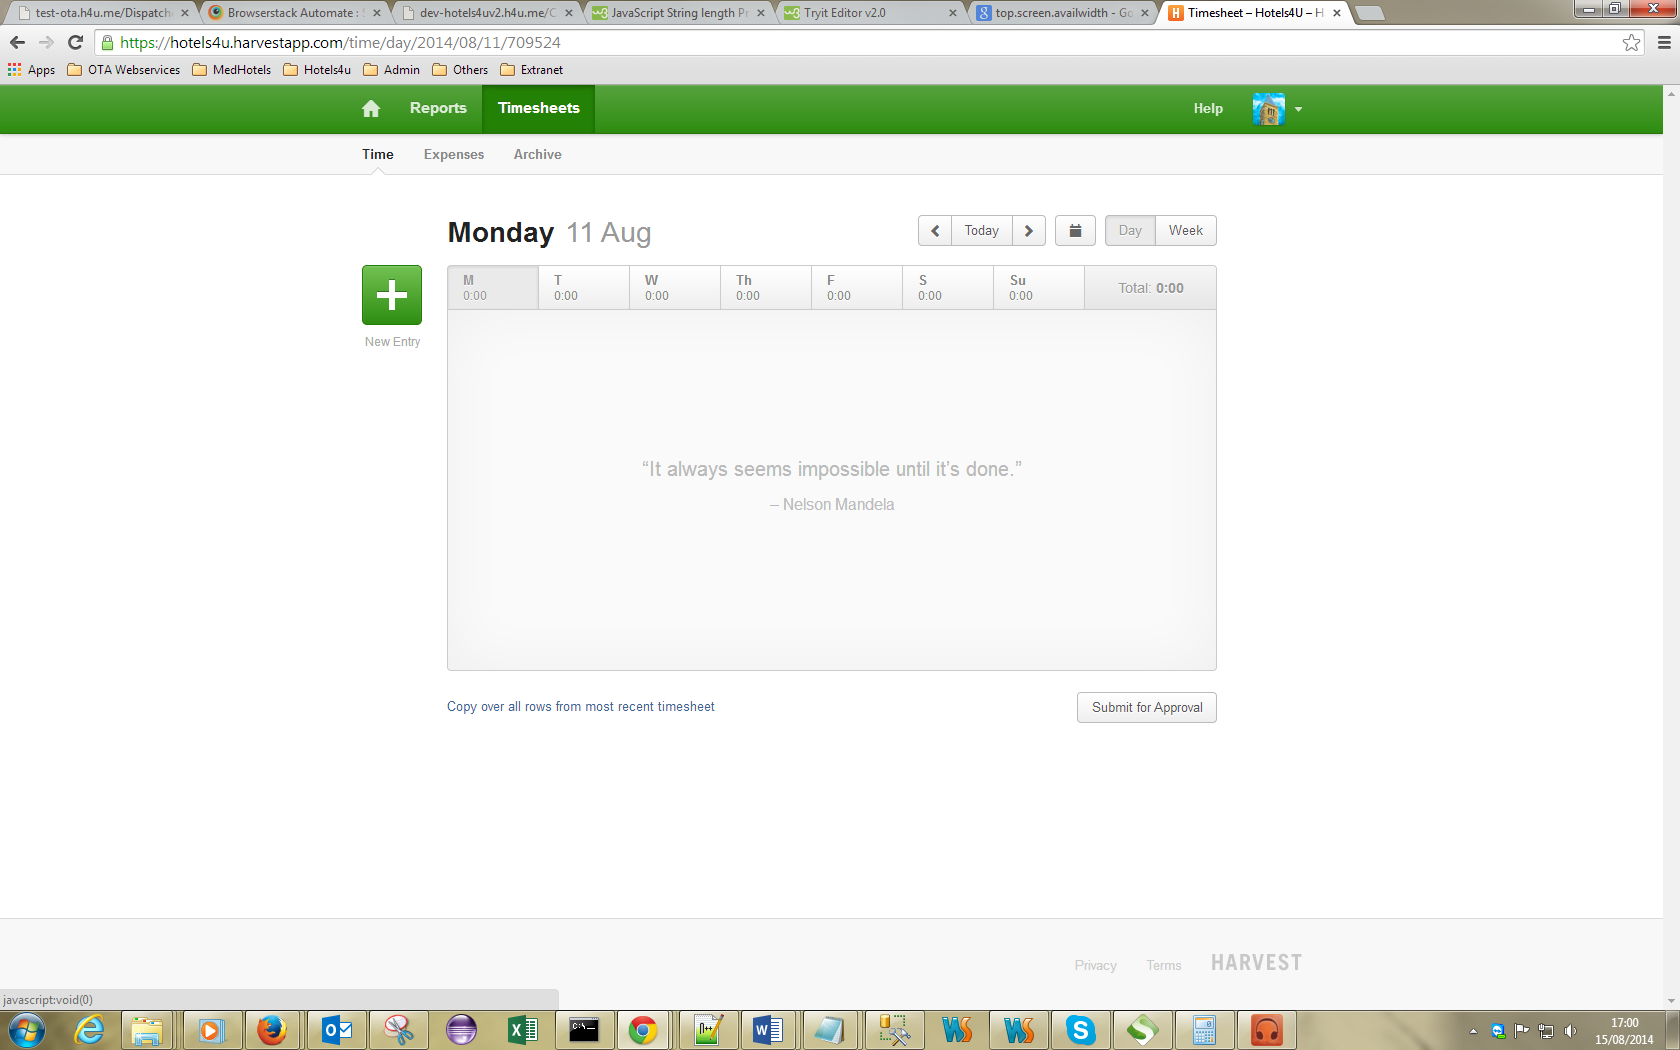 test-ota.h4u.me/Dispatch
Browserstack Automate :
dev-hotels4uv2.h4u.me/C
JavaScript String length Pr
Tryit Editor v2.0
top.screen.availwidth - Go
Timesheet – Hotels4U – H
https://hotels4u.harvestapp.com/time/day/2014/08/11/709524
Apps
OTA Webservices
MedHotels
Hotels4u
Admin
Others
Extranet
Reports
Timesheets
Help
Time
Expenses
Archive
Monday 11 Aug
Today
Day
Week
New Entry
M
0:00
T
0:00
W
0:00
Th
0:00
F
0:00
S
0:00
Su
0:00
Total: 0:00
“It always seems impossible until it’s done.”
– Nelson Mandela
Copy over all rows from most recent timesheet
Submit for Approval
Privacy
Terms
HARVEST
javascript:void(0)
17:00
15/08/2014